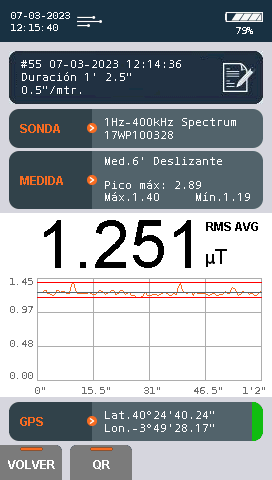 07-03-2023
12:15:40
79%
#55 07-03-2023 12:14:36
Duración 1' 2.5"
0.5"/mtr.
SONDA
1Hz-400kHz Spectrum
17WP100328
MEDIDA
Med.6' Deslizante
Pico máx: 2.89
Máx.1.40 Mín.1.19
1.251 RMS AVG
µT
1.45
0.97
0.48
0.00
0" 15.5" 31" 46.5" 1'2"
GPS
Lat.40°24'40.24"
Lon.-3°49'28.17"
VOLVER QR